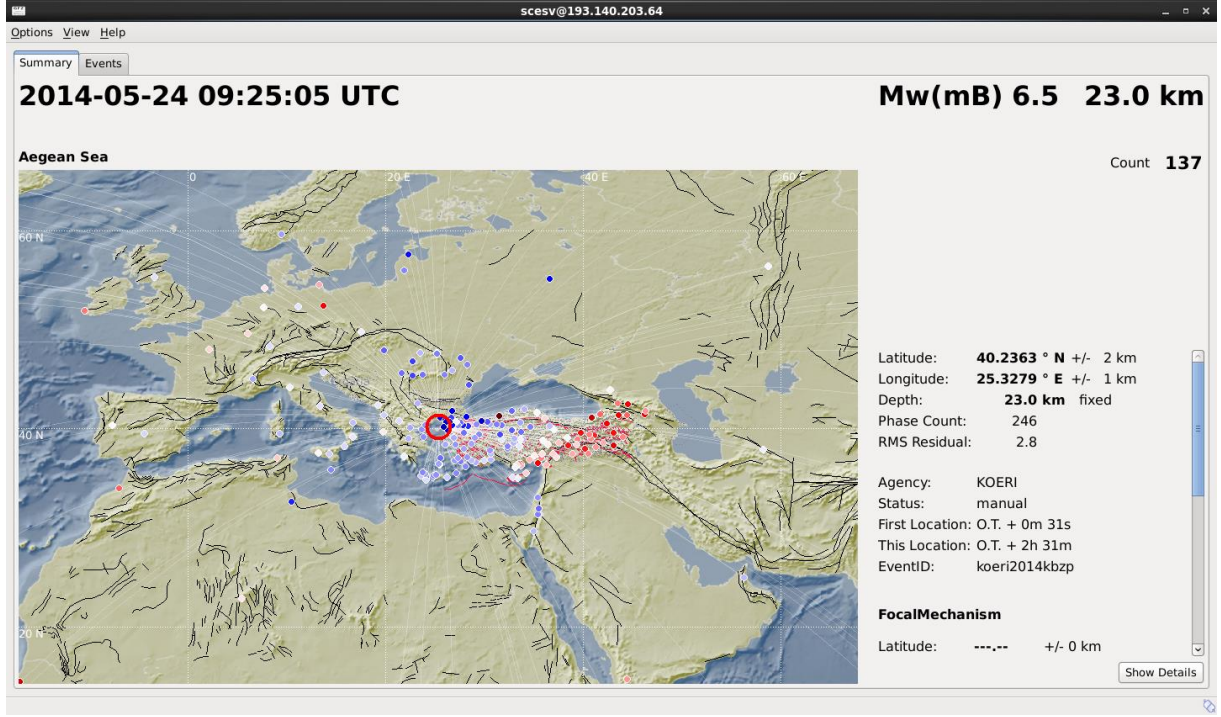 scesv@193.140.203.64
Options View Help
Summary Events
2014-05-24 09:25:05 UTC Mw(mB) 6.5 23.0 km
Aegean Sea
Count 137
0 20 E 40 E 60 E
60 N
40 N
20 N
Latitude: 40.2363 ° N +/- 2 km
Longitude: 25.3279 ° E +/- 1 km
Depth: 23.0 km fixed
Phase Count: 246
RMS Residual: 2.8
Agency: KOERI
Status: manual
First Location: O.T. + 0m 31s
This Location: O.T. + 2h 31m
EventID: koeri2014kbzp
FocalMechanism
Latitude: ---.-- +/- 0 km
Show Details